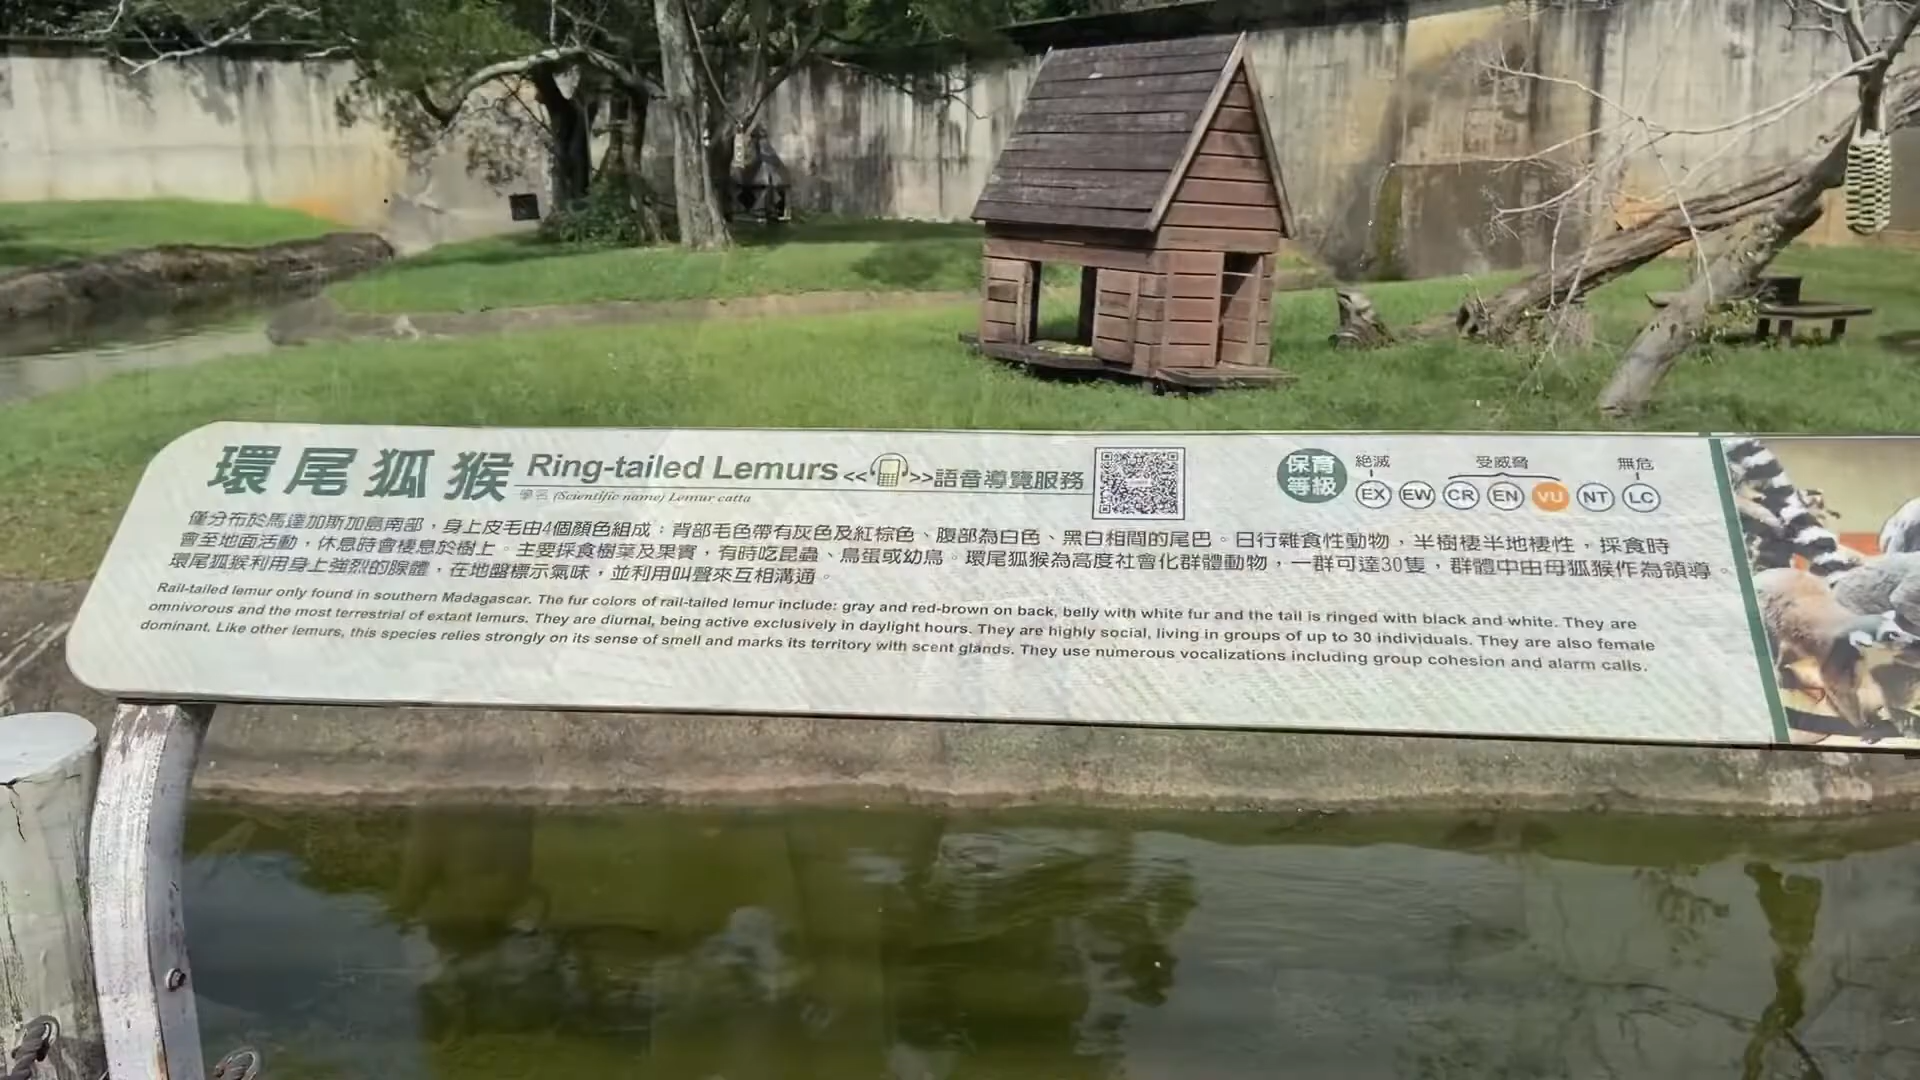 環尾狐猴 Ring-tailed Lemurs <<>>語音導覽服務
學名 (Scientific name) Lemur catta
保育等級
絕滅 受威脅 無危
EX EW CR EN VU NT LC
僅分布於馬達加斯加島南部，身上皮毛由4個顏色組成：背部毛色帶有灰色及紅棕色、腹部為白色、黑白相間的尾巴。日行雜食性動物，半樹棲半地棲性，採食時
會至地面活動，休息時會棲息於樹上。主要採食樹葉及果實，有時吃昆蟲、鳥蛋或幼鳥。環尾狐猴為高度社會化群體動物，一群可達30隻，群體中由母狐猴作為領導。
環尾狐猴利用身上強烈的腺體，在地盤標示氣味，並利用叫聲來互相溝通。
Rail-tailed lemur only found in southern Madagascar. The fur colors of rail-tailed lemur include: gray and red-brown on back, belly with white fur and the tail is ringed with black and white. They are
omnivorous and the most terrestrial of extant lemurs. They are diurnal, being active exclusively in daylight hours. They are highly social, living in groups of up to 30 individuals. They are also female
dominant. Like other lemurs, this species relies strongly on its sense of smell and marks its territory with scent glands. They use numerous vocalizations including group cohesion and alarm calls.